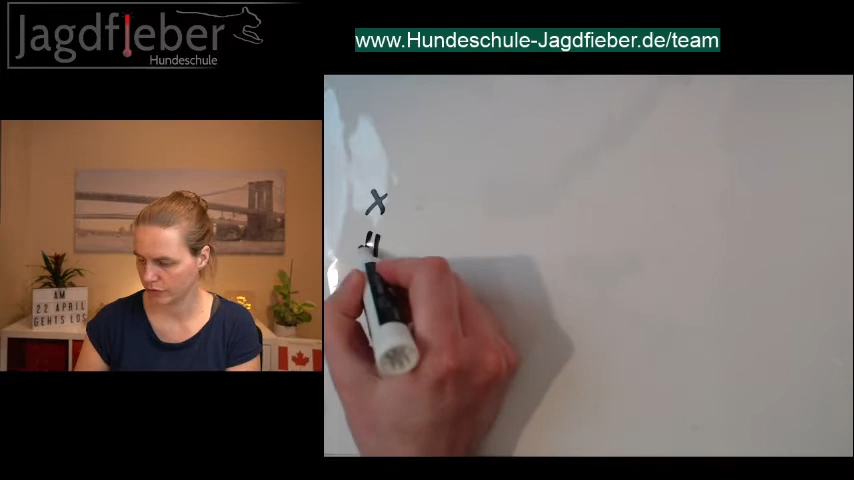 Jagdfieber
Hundeschule
www.Hundeschule-Jagdfieber.de/team
AM
22 APRIL
GEHTS LOS
X